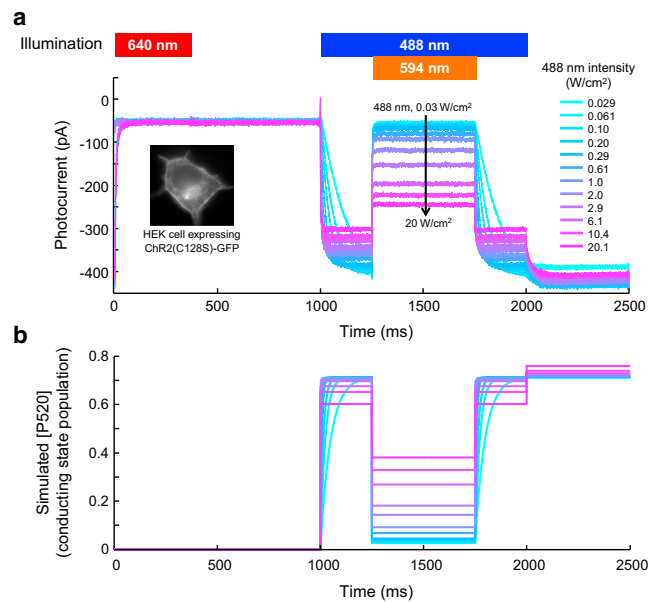 a
Illumination
640 nm
488 nm
594 nm
Photocurrent (pA)
0
-100
-200
-300
-400
488 nm, 0.03 W/cm²
20 W/cm²
HEK cell expressing
ChR2(C128S)-GFP
488 nm intensity
(W/cm²)
0.029
0.061
0.10
0.20
0.29
0.61
1.0
2.0
2.9
6.1
10.4
20.1
0 500 1000 1500 2000 2500
Time (ms)
b
Simulated [P520]
(conducting state population)
0.8
0.6
0.4
0.2
0
0 500 1000 1500 2000 2500
Time (ms)